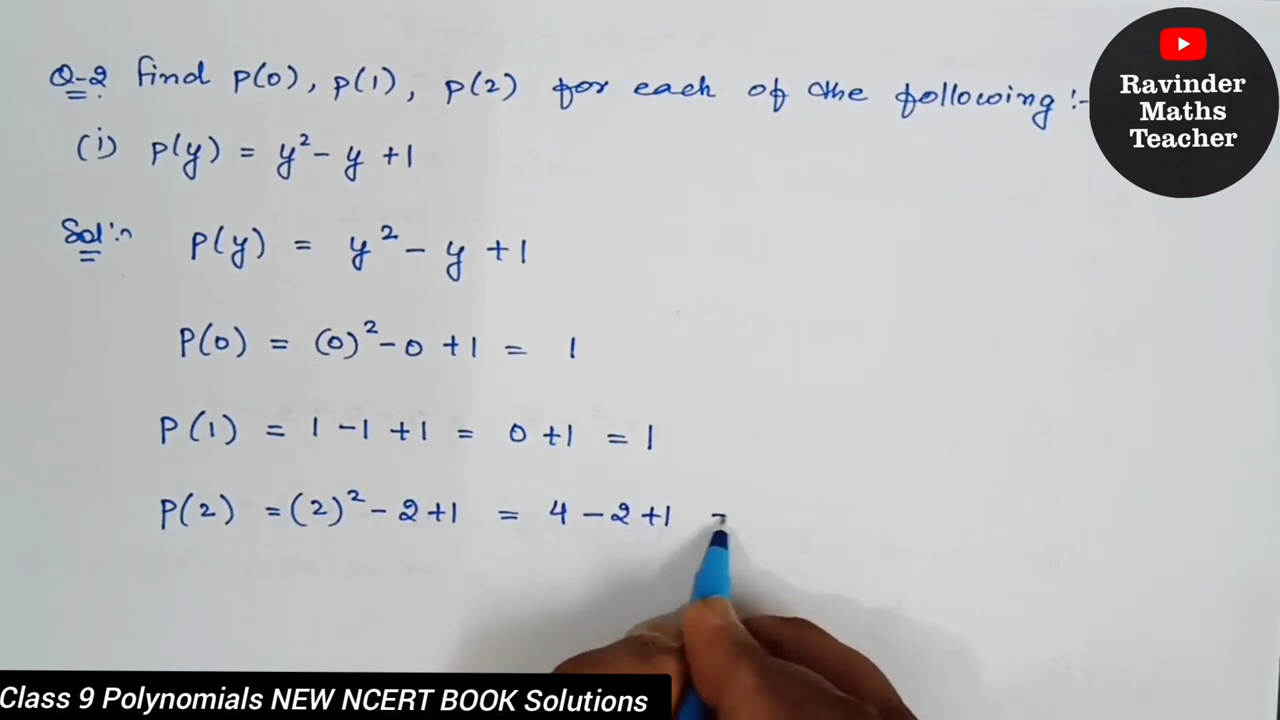 Q-2 find p(0), p(1), p(2) for each of the following :-
(i) p(y) = y² - y + 1
Sol':n p(y) = y² - y + 1
p(0) = (0)² - 0 + 1 = 1
p(1) = 1 - 1 + 1 = 0 + 1 = 1
p(2) = (2)² - 2 + 1 = 4 - 2 + 1 =
Ravinder
Maths
Teacher
Class 9 Polynomials NEW NCERT BOOK Solutions